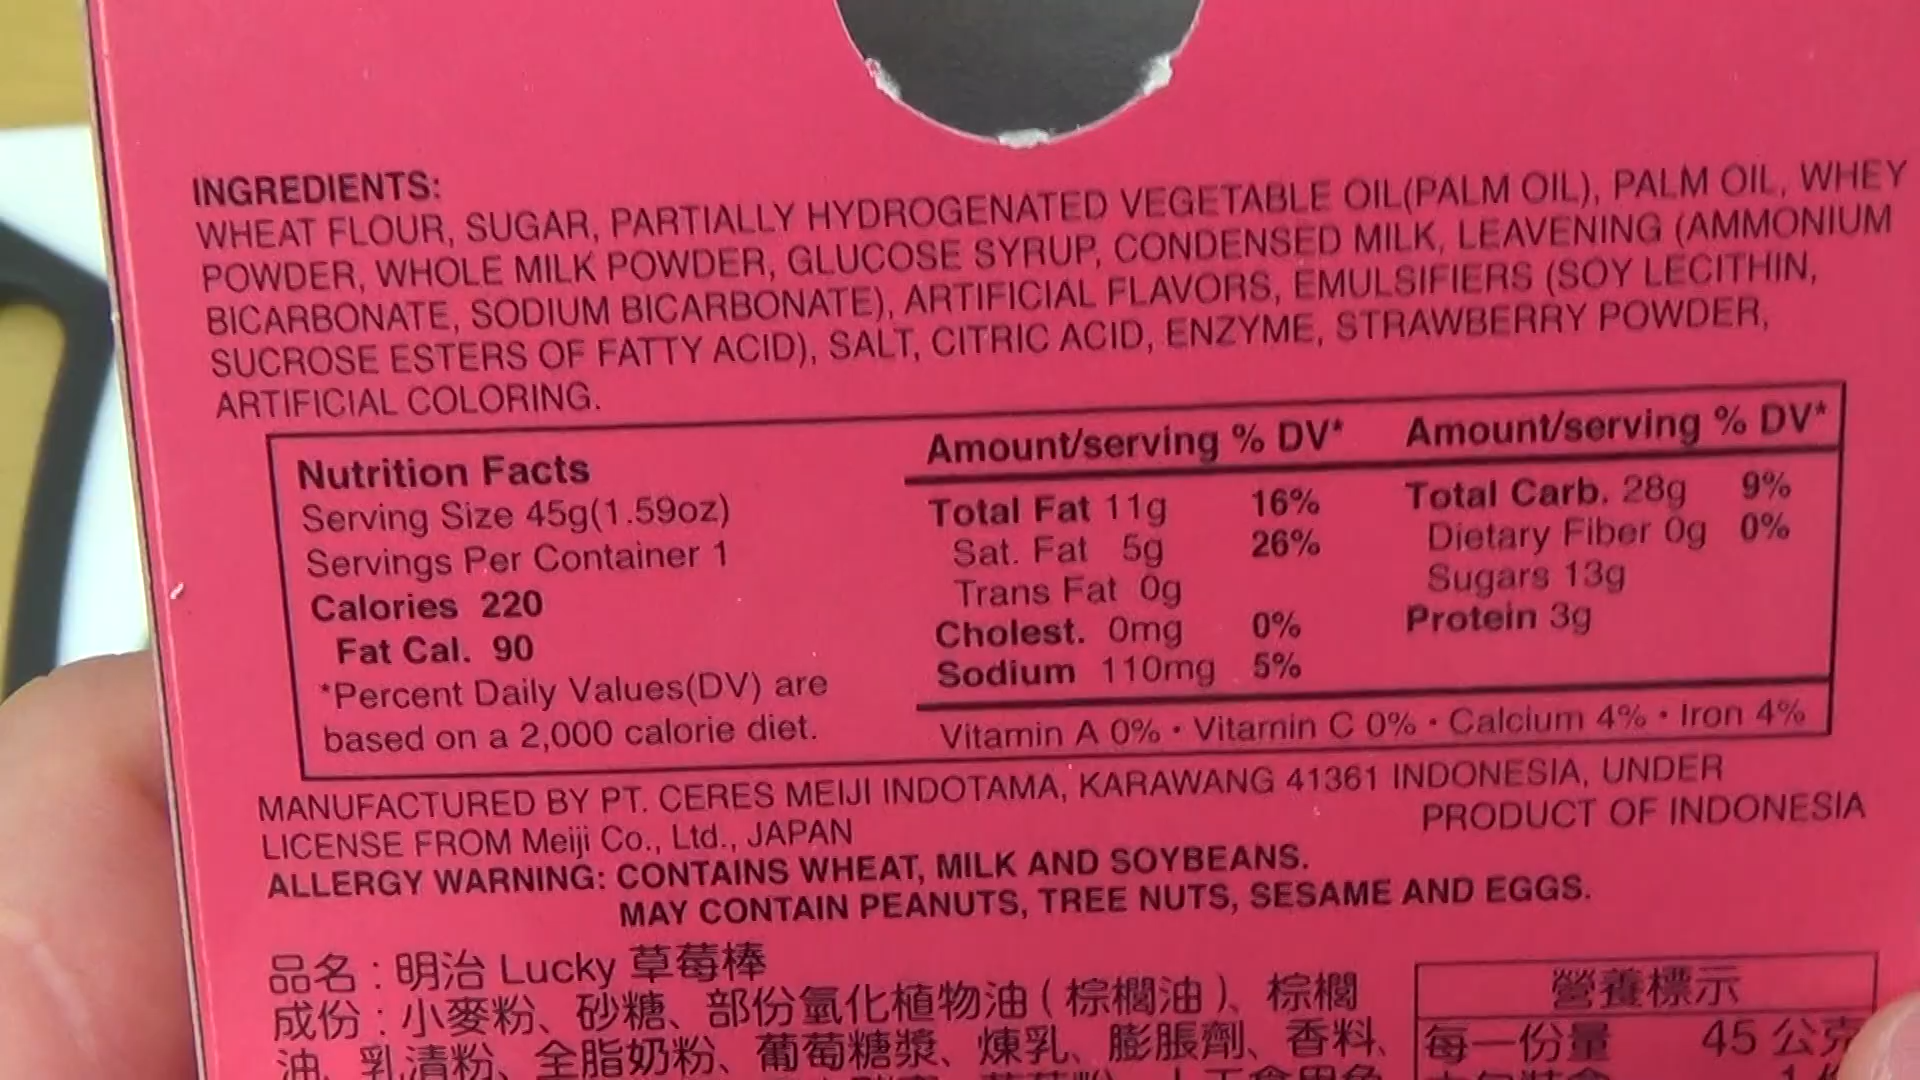 INGREDIENTS:
WHEAT FLOUR, SUGAR, PARTIALLY HYDROGENATED VEGETABLE OIL(PALM OIL), PALM OIL, WHEY
POWDER, WHOLE MILK POWDER, GLUCOSE SYRUP, CONDENSED MILK, LEAVENING (AMMONIUM
BICARBONATE, SODIUM BICARBONATE), ARTIFICIAL FLAVORS, EMULSIFIERS (SOY LECITHIN,
SUCROSE ESTERS OF FATTY ACID), SALT, CITRIC ACID, ENZYME, STRAWBERRY POWDER,
ARTIFICIAL COLORING.
Nutrition Facts
Serving Size 45g(1.59oz)
Servings Per Container 1
Calories 220
Fat Cal. 90
*Percent Daily Values(DV) are
based on a 2,000 calorie diet.
Amount/serving % DV*
Total Fat 11g 16%
Sat. Fat 5g 26%
Trans Fat 0g
Cholest. 0mg 0%
Sodium 110mg 5%
Amount/serving % DV*
Total Carb. 28g 9%
Dietary Fiber 0g 0%
Sugars 13g
Protein 3g
Vitamin A 0% • Vitamin C 0% • Calcium 4% • Iron 4%
MANUFACTURED BY PT. CERES MEIJI INDOTAMA, KARAWANG 41361 INDONESIA, UNDER
LICENSE FROM Meiji Co., Ltd., JAPAN
PRODUCT OF INDONESIA
ALLERGY WARNING: CONTAINS WHEAT, MILK AND SOYBEANS.
MAY CONTAIN PEANUTS, TREE NUTS, SESAME AND EGGS.
品名：明治 Lucky 草莓棒
成份：小麥粉、砂糖、部份氫化植物油（棕櫚油）、棕櫚
油、乳清粉、全脂奶粉、葡萄糖漿、煉乳、膨脹劑、香料、
營養標示
每一份量 45 公克